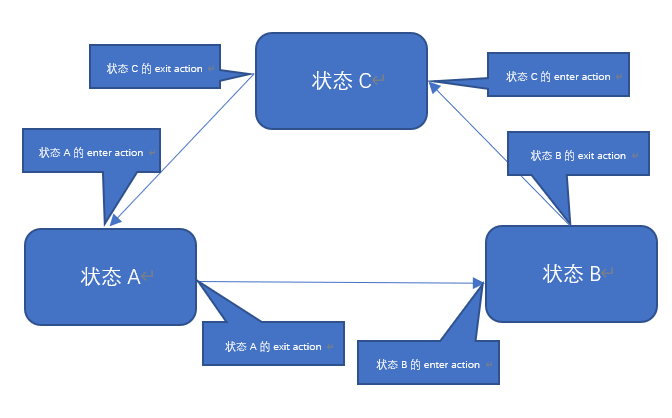 状态 C 的 exit action
状态 C
状态 C 的 enter action
状态 A 的 enter action
状态 B 的 exit action
状态 A
状态 B
状态 A 的 exit action
状态 B 的 enter action